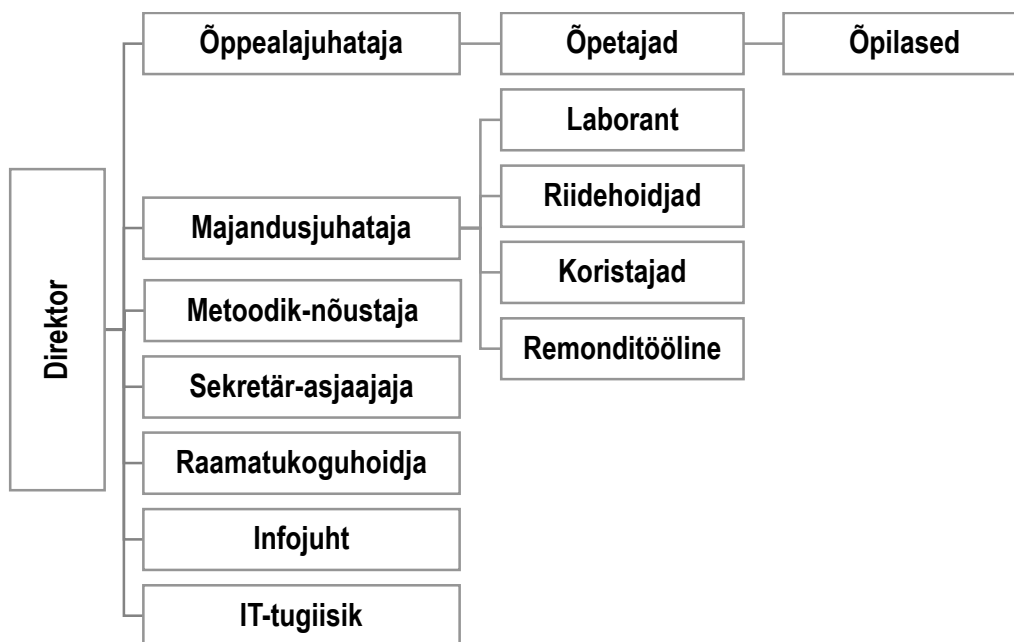 Õppealajuhataja
Õpetajad
Õpilased
Laborant
Riidehoidjad
Majandusjuhataja
Koristajad
Direktor
Metoodik-nõustaja
Remonditööline
Sekretär-asjaajaja
Raamatukoguhoidja
Infojuht
IT-tugiisik